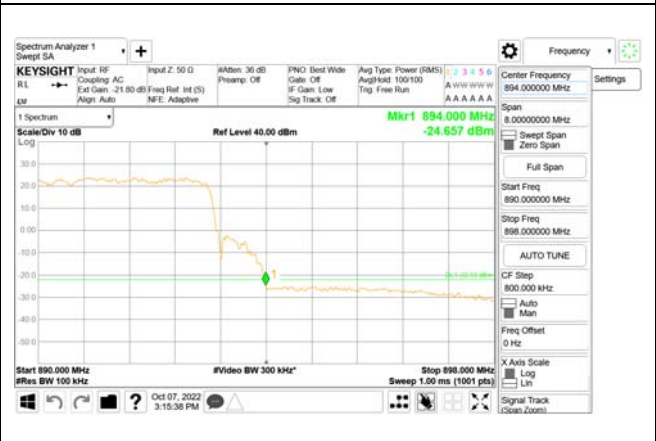 Spectrum Analyzer 1
Swept SA
Frequency
KEYSIGHT
Input: RF
Coupling: AC
Ext Gain: -21.80 dB
Align: Auto
Input Z: 50 Ω
Freq Ref: Int (S)
NFE: Adaptive
#Atten: 36 dB
Preamp: Off
PNO: Best Wide
Gate: Off
IF Gain: Low
Sig Track: Off
Avg Type: Power (RMS)
Avg|Hold: 100/100
Trig: Free Run
1 2 3 4 5 6
A W W W W W
A A A A A A
RL
1 Spectrum
Scale/Div 10 dB
Log
Ref Level 40.00 dBm
Mkr1 894.000 MHz
-24.657 dBm
30.0
20.0
10.0
0.00
-10.0
-20.0
-30.0
-40.0
-50.0
1
Start 890.000 MHz
#Res BW 100 kHz
#Video BW 300 kHz*
Stop 898.000 MHz
Sweep 1.00 ms (1001 pts)
Oct 07, 2022
3:15:38 PM
Center Frequency
894.000000 MHz
Settings
Span
8.00000000 MHz
Swept Span
Zero Span
Full Span
Start Freq
890.000000 MHz
Stop Freq
898.000000 MHz
AUTO TUNE
CF Step
800.000 kHz
Auto
Man
Freq Offset
0 Hz
X Axis Scale
Log
Lin
Signal Track
(Span Zoom)